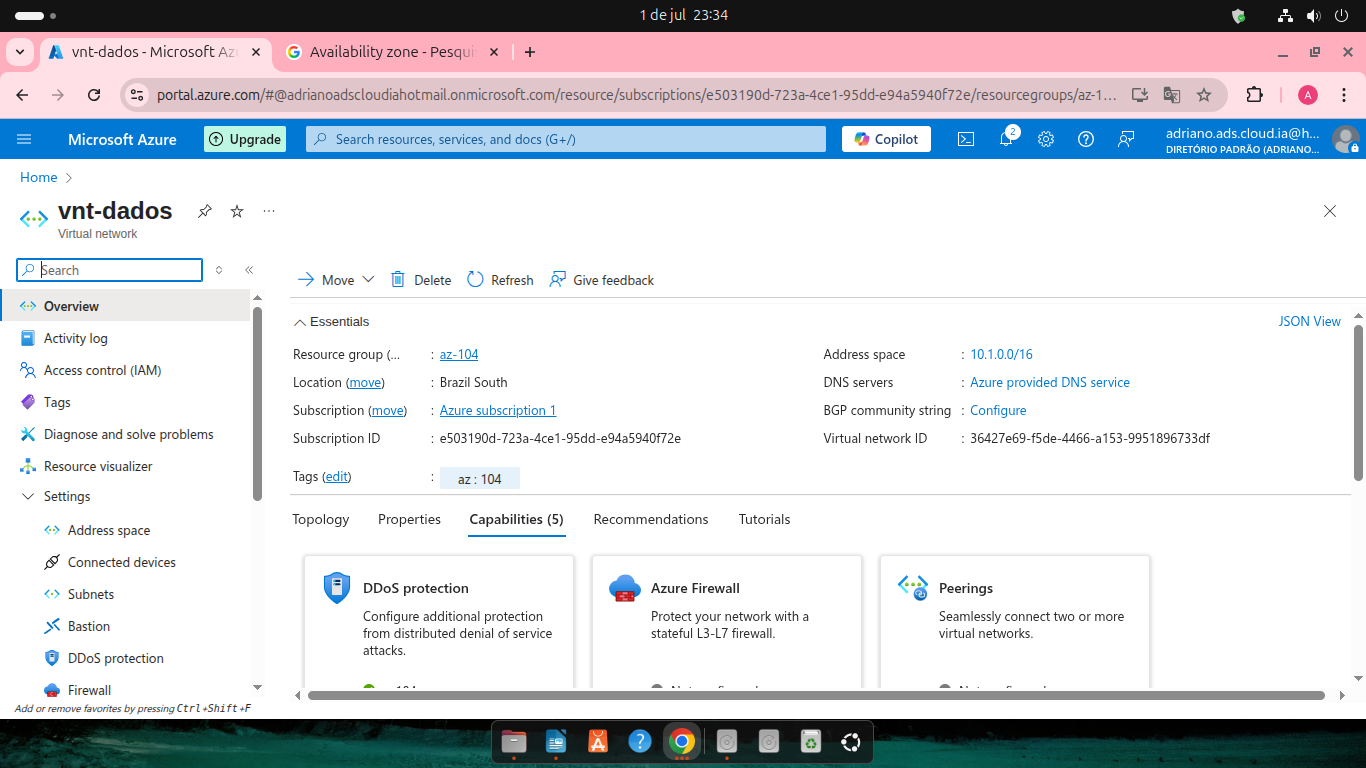 1 de jul 23:34
vnt-dados - Microsoft Az
Availability zone - Pesqui
portal.azure.com/#@adrianoadscloudiahotmail.onmicrosoft.com/resource/subscriptions/e503190d-723a-4ce1-95dd-e94a5940f72e/resourcegroups/az-1...
A
Microsoft Azure
Upgrade
Search resources, services, and docs (G+/)
Copilot
2
adriano.ads.cloud.ia@h...
DIRETÓRIO PADRÃO (ADRIANO...
Home
vnt-dados
Virtual network
Search
Overview
Activity log
Access control (IAM)
Tags
Diagnose and solve problems
Resource visualizer
Settings
Address space
Connected devices
Subnets
Bastion
DDoS protection
Firewall
Add or remove favorites by pressing Ctrl+Shift+F
Move
Delete
Refresh
Give feedback
Essentials
JSON View
Resource group (... : az-104
Location (move) : Brazil South
Subscription (move) : Azure subscription 1
Subscription ID : e503190d-723a-4ce1-95dd-e94a5940f72e
Address space : 10.1.0.0/16
DNS servers : Azure provided DNS service
BGP community string : Configure
Virtual network ID : 36427e69-f5de-4466-a153-9951896733df
Tags (edit) : az : 104
Topology
Properties
Capabilities (5)
Recommendations
Tutorials
DDoS protection
Configure additional protection
from distributed denial of service
attacks.
Azure Firewall
Protect your network with a
stateful L3-L7 firewall.
Peerings
Seamlessly connect two or more
virtual networks.